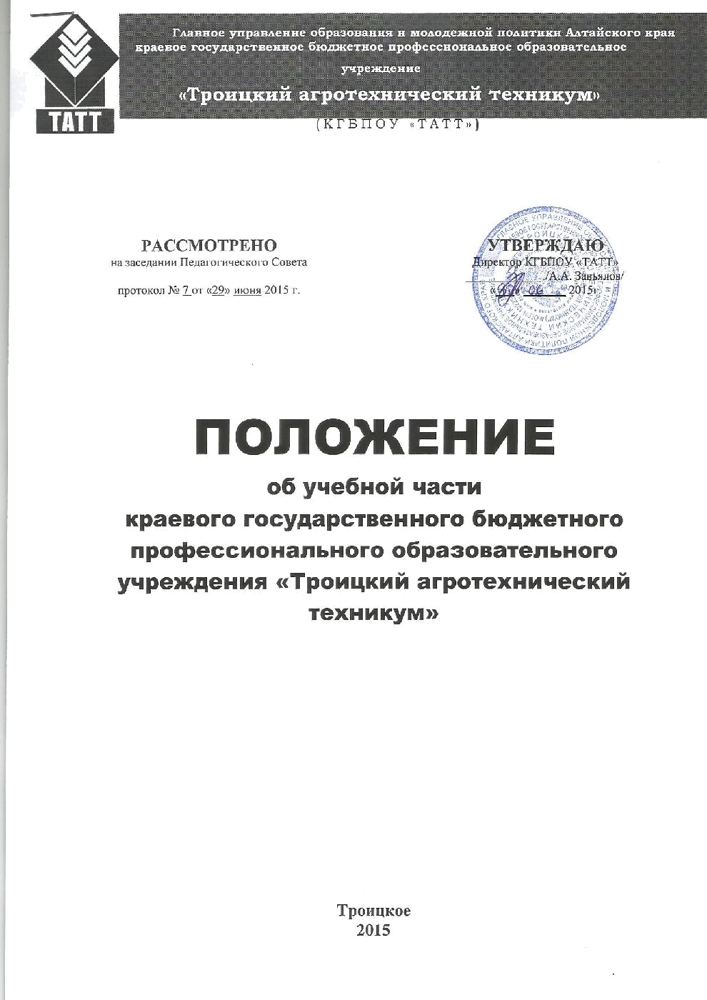 Главное управление образования и молодежной политики Алтайского края
краевое государственное бюджетное профессиональное образовательное
учреждение
«Троицкий агротехнический техникум»
ТАТТ
(КГБПОУ «ТАТТ»)
РАССМОТРЕНО
на заседании Педагогического Совета
протокол № 7 от «29» июня 2015 г.
УТВЕРЖДАЮ
Директор КГБПОУ «ТАТТ»
/А.А. Завьялов/
06 2015г
ПОЛОЖЕНИЕ
об учебной части
краевого государственного бюджетного
профессионального образовательного
учреждения «Троицкий агротехнический
техникум»
Троицкое
2015